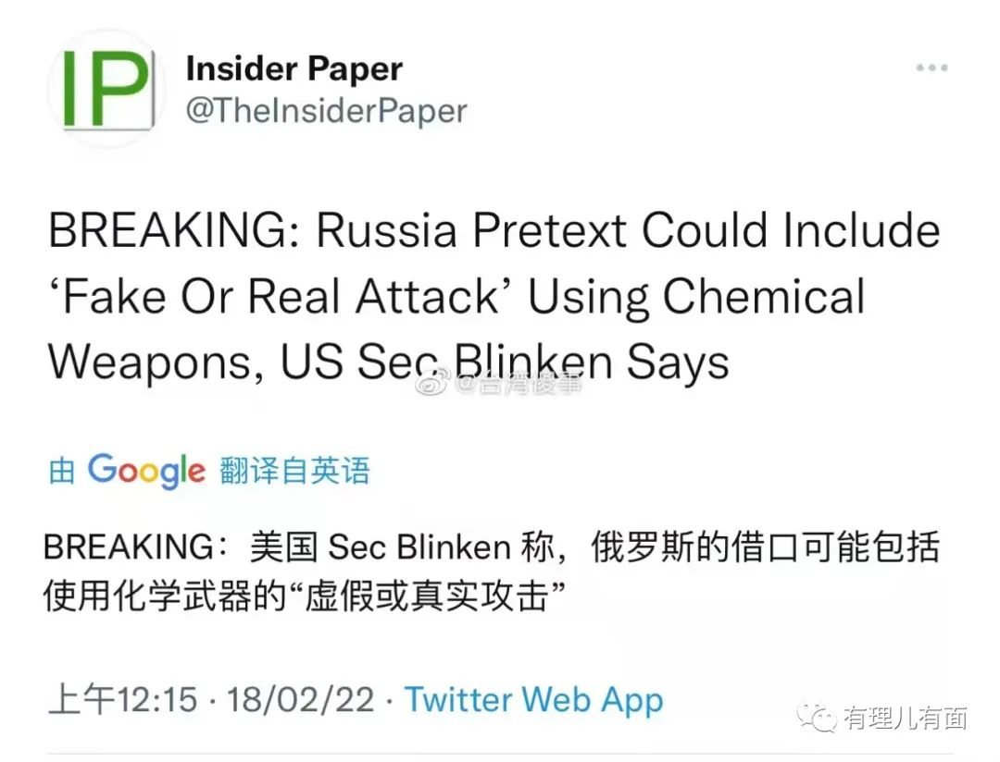 IP
Insider Paper
@TheInsiderPaper
BREAKING: Russia Pretext Could Include
‘Fake Or Real Attack’ Using Chemical
Weapons, US Sec Blinken Says
@台湾傻事
由 Google 翻译自英语
BREAKING：美国 Sec Blinken 称，俄罗斯的借口可能包括
使用化学武器的“虚假或真实攻击”
上午12:15 · 18/02/22 · Twitter Web App
有理儿有面